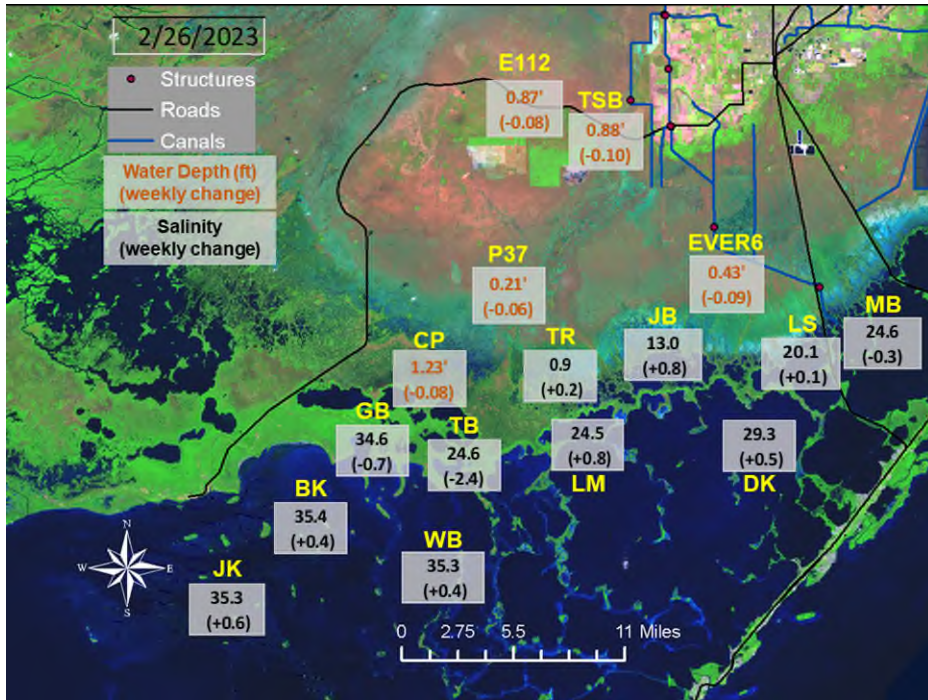 2/26/2023
Structures
Roads
Canals
Water Depth (ft)
(weekly change)
Salinity
(weekly change)
E112
0.87'
(-0.08)
TSB
0.88'
(-0.10)
P37
0.21'
(-0.06)
EVER6
0.43'
(-0.09)
MB
24.6
(-0.3)
LS
20.1
(+0.1)
JB
13.0
(+0.8)
TR
0.9
(+0.2)
CP
1.23'
(-0.08)
GB
34.6
(-0.7)
TB
24.6
(-2.4)
24.5
(+0.8)
LM
29.3
(+0.5)
DK
BK
35.4
(+0.4)
WB
35.3
(+0.4)
JK
35.3
(+0.6)
N
W E
S
0 2.75 5.5 11 Miles